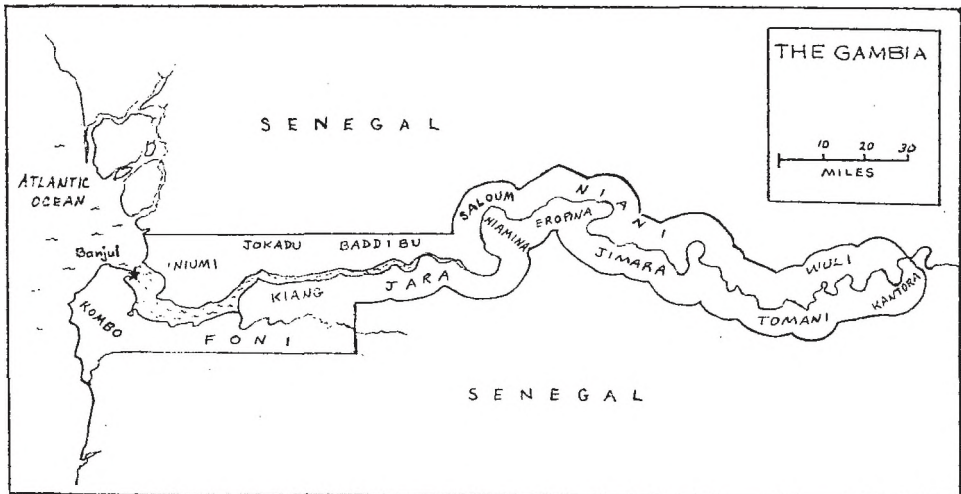 THE GAMBIA
10 20 30
MILES
SENEGAL
ATLANTIC
OCEAN
SALOUM
NIANI
NIAMINA
EROPINA
JOKADU
BADDIBU
Banjul
NIUMI
JIMARA
WULI
KIANG
JARA
KANTORA
KOMBO
TOMANI
FONI
SENEGAL